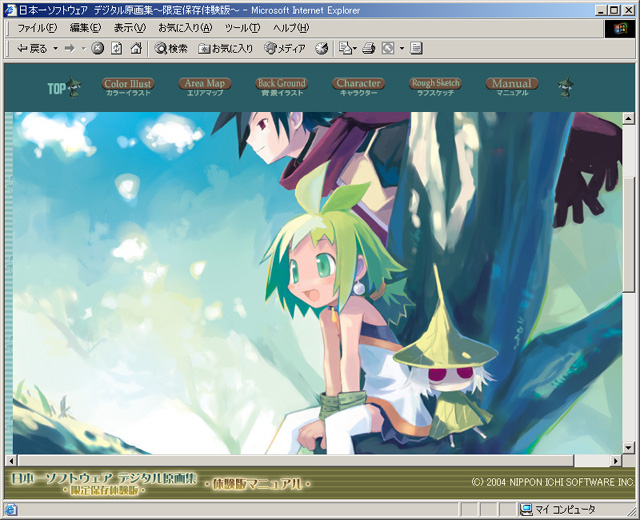 日本一ソフトウェア デジタル原画集～限定保存体験版～ - Microsoft Internet Explorer
ファイル(F) 編集(E) 表示(V) お気に入り(A) ツール(T) ヘルプ(H)
戻る 検索 お気に入り メディア
TOP Color Illust Area Map Back Ground Character Rough Sketch Manual
カラーイラスト エリアマップ 背景イラスト キャラクター ラフスケッチ マニュアル
日本一ソフトウェア デジタル原画集
・限定保存体験版・
・体験版マニュアル・
(C) 2004 NIPPON ICHI SOFTWARE INC.
マイ コンピュータ